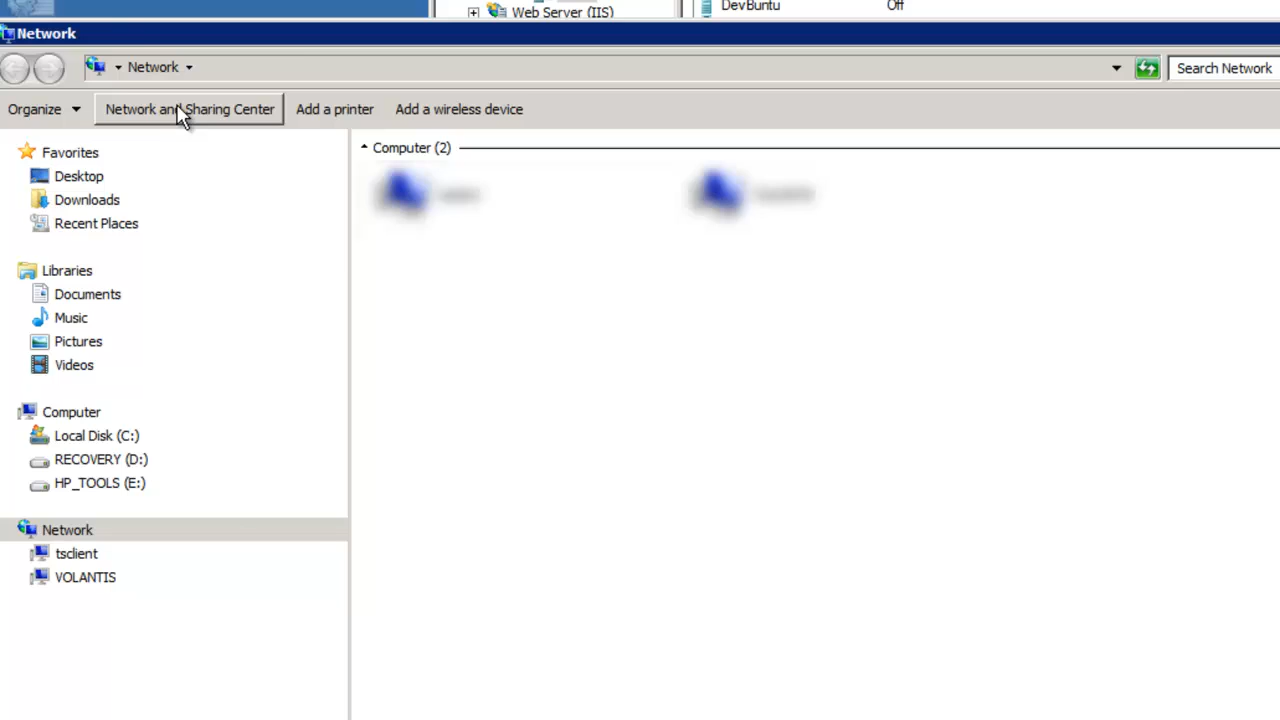 Web Server (IIS)
DevBuntu Off
Network
Network
Search Network
Organize Network and Sharing Center Add a printer Add a wireless device
Favorites
Desktop
Downloads
Recent Places
Libraries
Documents
Music
Pictures
Videos
Computer
Local Disk (C:)
RECOVERY (D:)
HP_TOOLS (E:)
Network
tsclient
VOLANTIS
Computer (2)